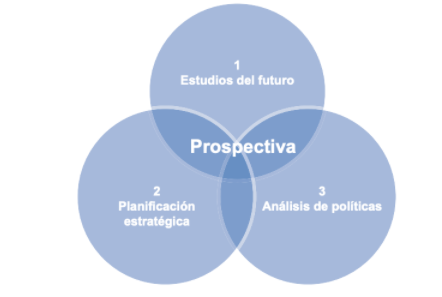 1
Estudios del futuro
Prospectiva
2
Planificación
estratégica
3
Análisis de políticas